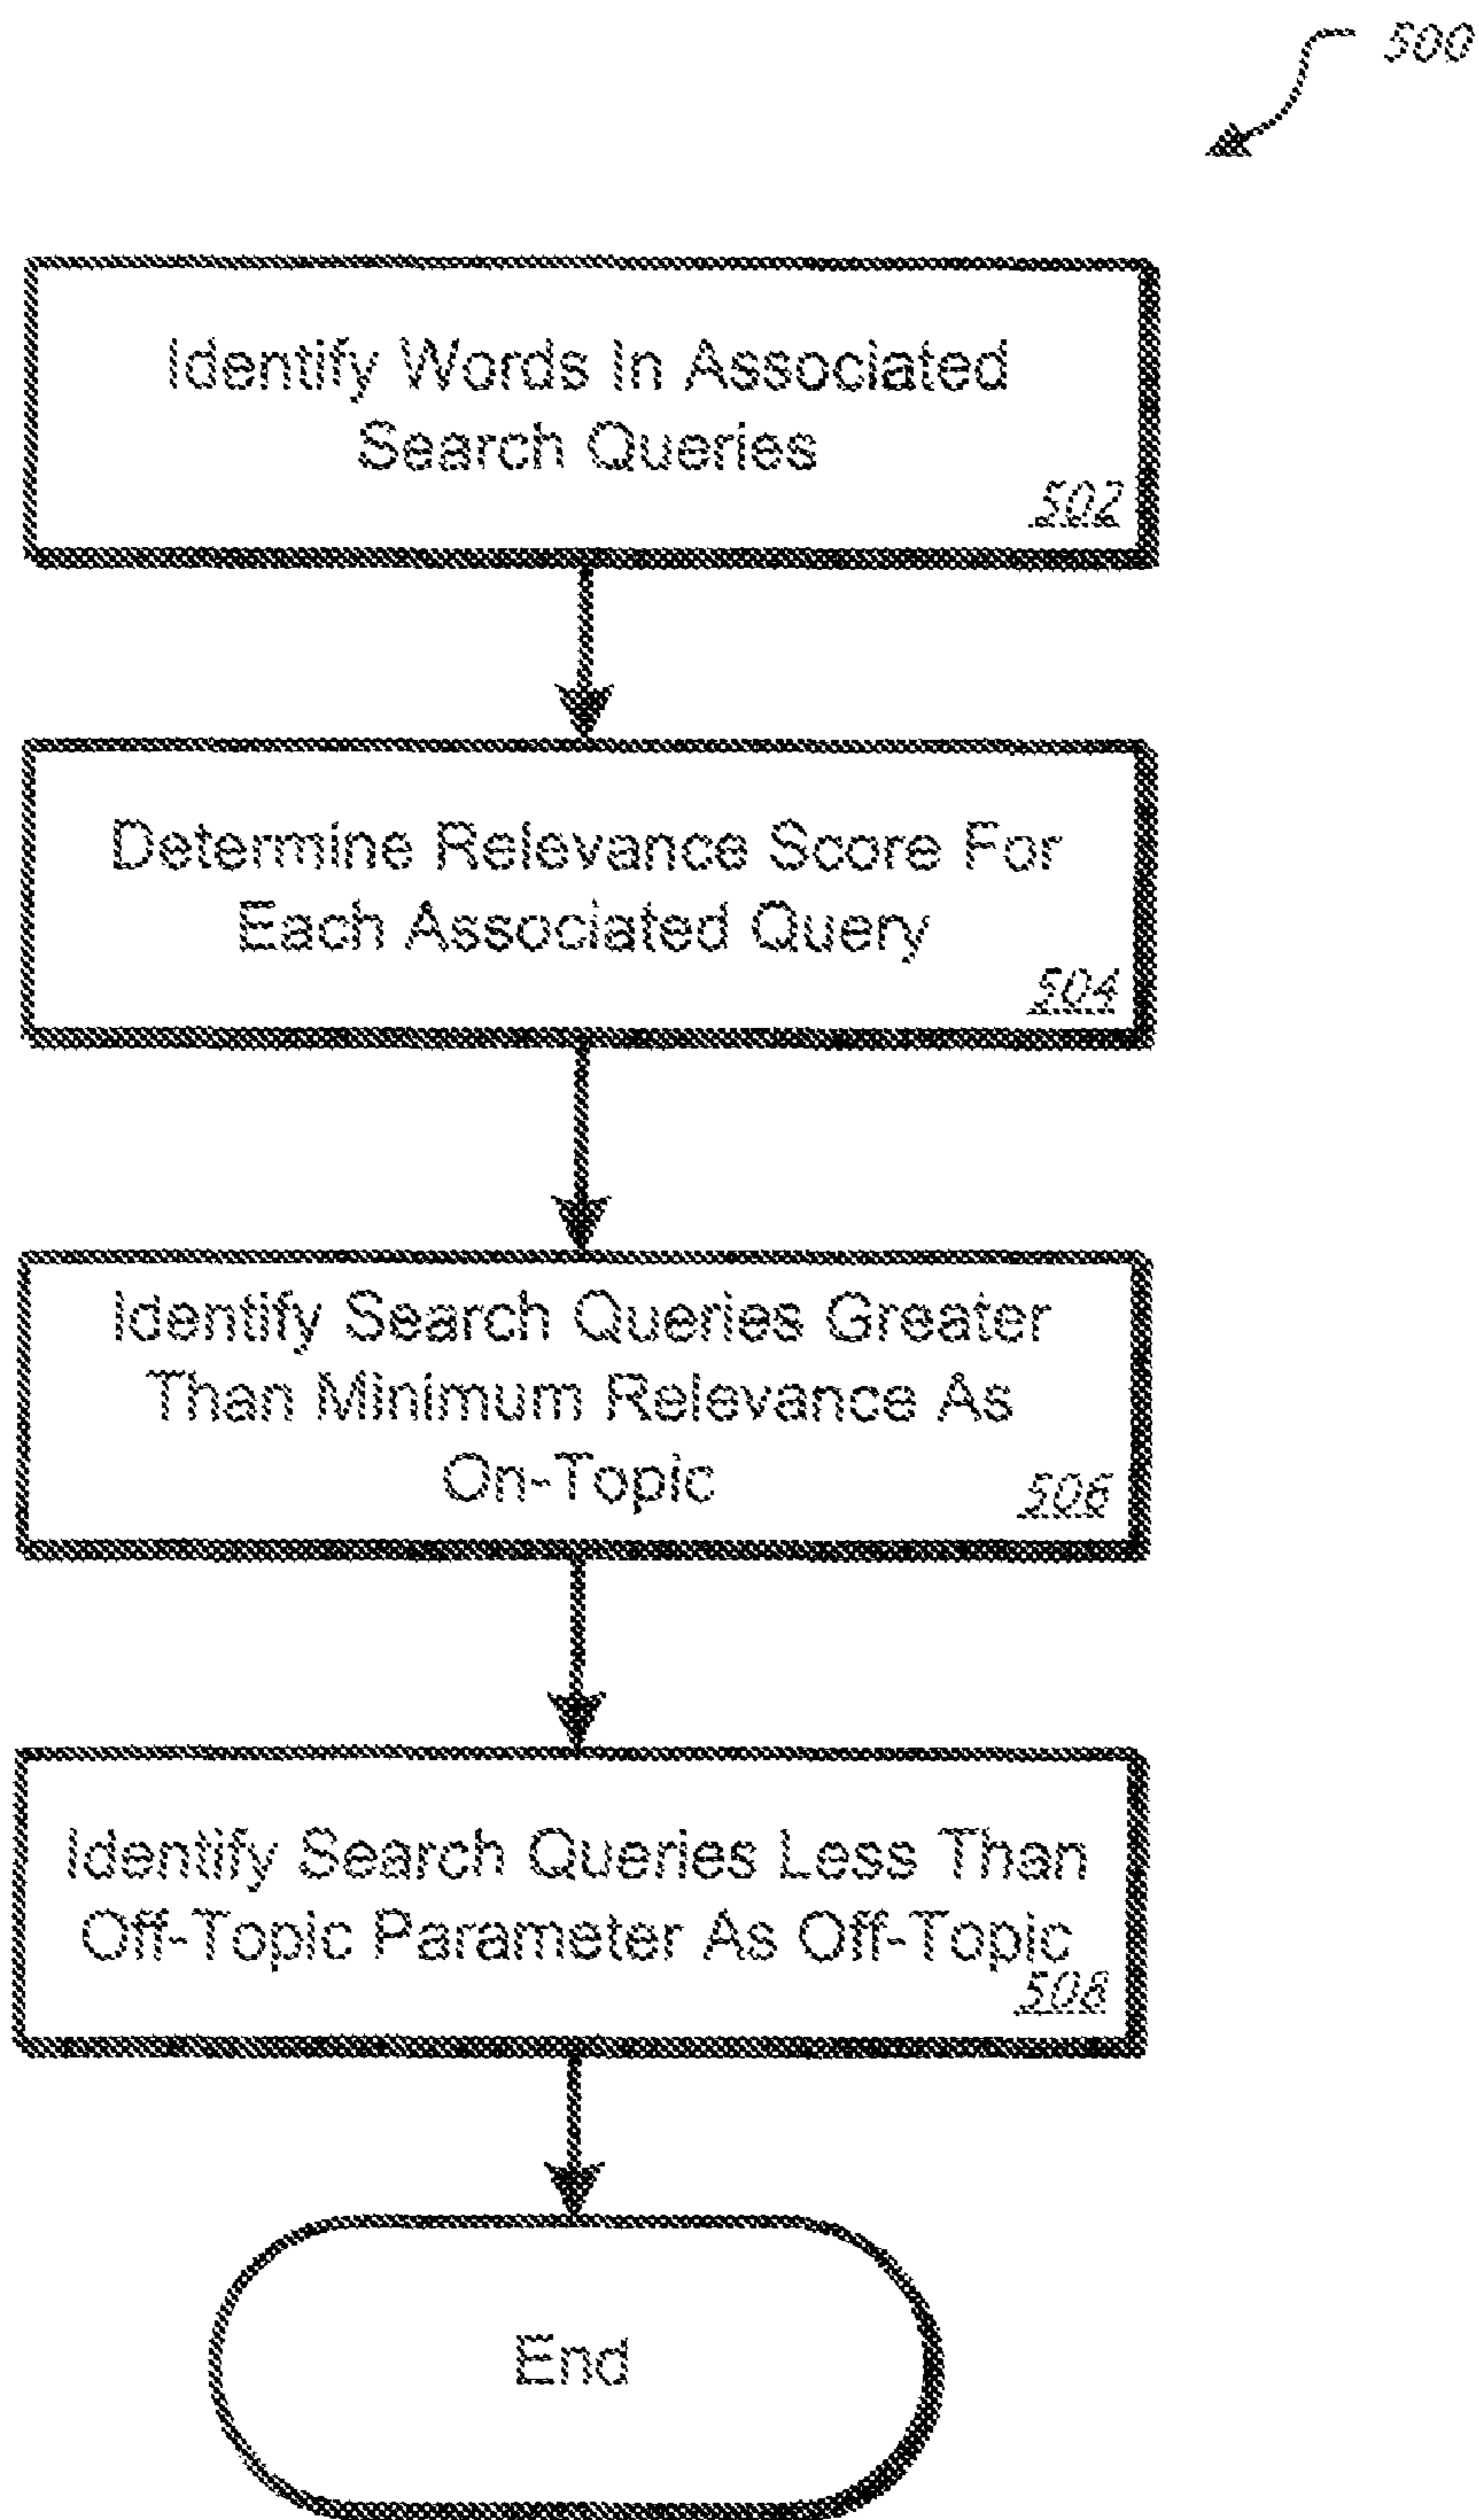 500
Identify Words In Associated
Search Queries
502
Determine Relevance Score For
Each Associated Query
504
Identify Search Queries Greater
Than Minimum Relevance As
On-Topic
506
Identify Search Queries Less Than
Off-Topic Parameter As Off-Topic
508
End